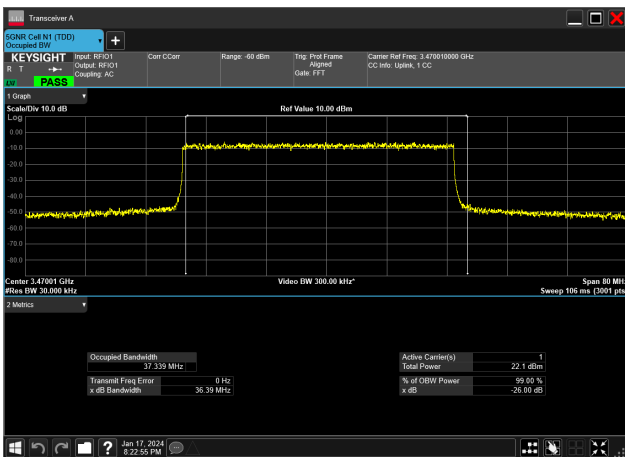 Transceiver A
5GNR Cell N1 (TDD)
Occupied BW
KEYSIGHT Input: RFIO1 Corr CCorr Range: -60 dBm Trig: Prot Frame Carrier Ref Freq: 3.470010000 GHz
R T Output: RFIO1 Aligned CC Info: Uplink, 1 CC
Coupling: AC Gate: FFT
PASS
1 Graph
Scale/Div 10.0 dB Ref Value 10.00 dBm
Log
0.00
-10.0
-20.0
-30.0
-40.0
-50.0
-60.0
-70.0
-80.0
Center 3.47001 GHz Video BW 300.00 kHz* Span 80 MHz
#Res BW 30.000 kHz Sweep 106 ms (3001 pts
2 Metrics
Occupied Bandwidth Active Carrier(s) 1
37.339 MHz Total Power 22.1 dBm
Transmit Freq Error 0 Hz % of OBW Power 99.00 %
x dB Bandwidth 36.39 MHz x dB -26.00 dB
Jan 17, 2024
8:22:55 PM